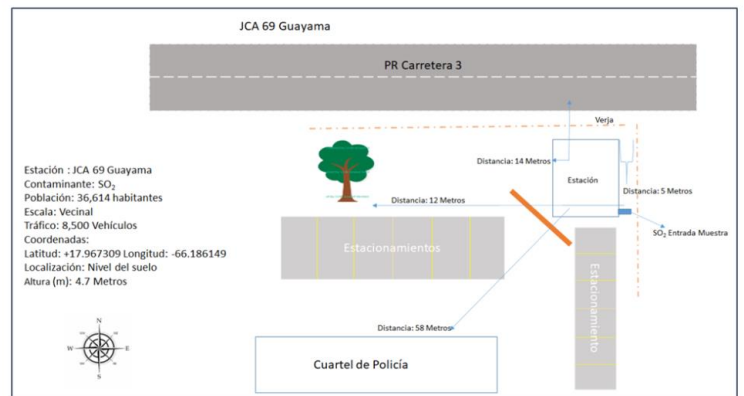 JCA 69 Guayama
PR Carretera 3
Verja
Distancia: 14 Metros
Estación
Distancia: 5 Metros
Estación : JCA 69 Guayama
Contaminante: SO₂
Población: 36,614 habitantes
Escala: Vecinal
Tráfico: 8,500 Vehículos
Coordenadas:
Latitud: +17.967309 Longitud: -66.186149
Localización: Nivel del suelo
Altura (m): 4.7 Metros
Distancia: 12 Metros
SO₂ Entrada Muestra
Estacionamientos
Estacionamiento
Distancia: 58 Metros
Cuartel de Policía
N
W
E
S